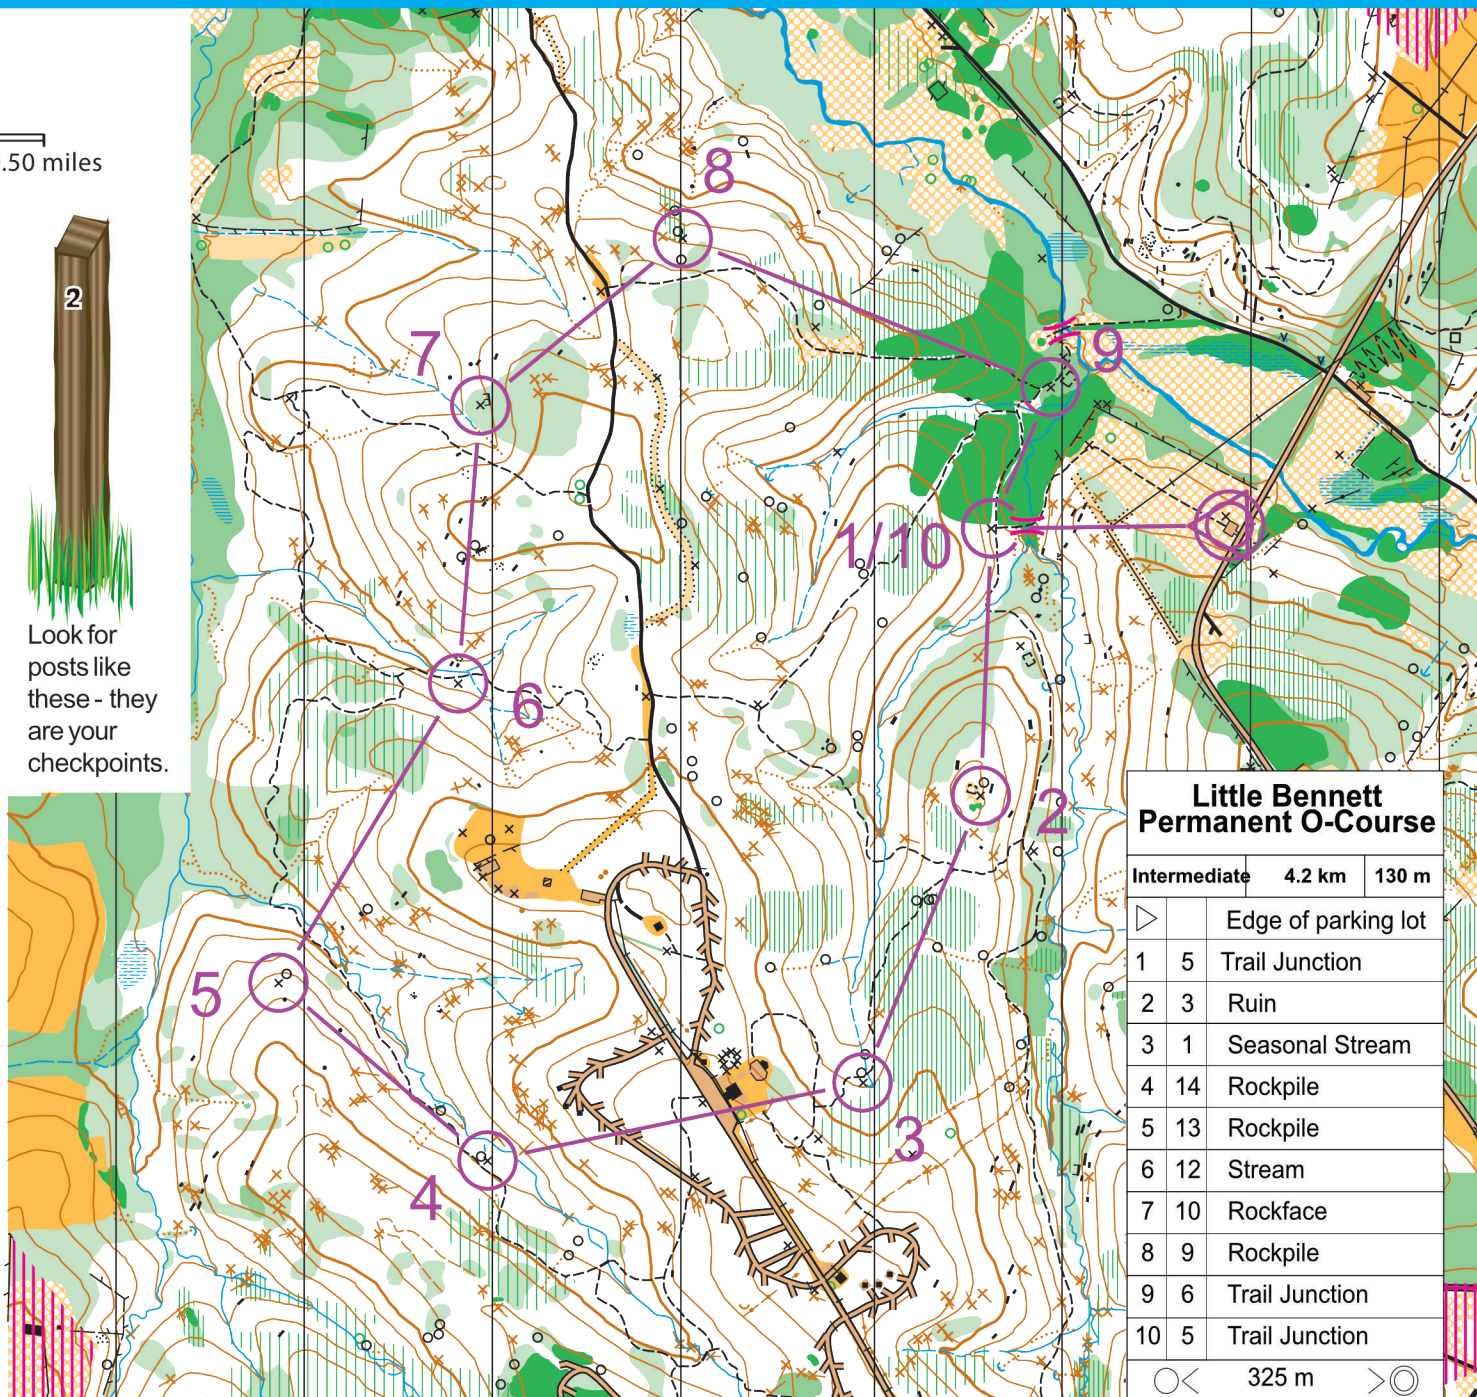 .50 miles
2
Look for
posts like
these - they
are your
checkpoints.
8
7
9
1/10
6
2
5
3
4
Little Bennett
Permanent O-Course
Intermediate 4.2 km 130 m
Edge of parking lot
1 5 Trail Junction
2 3 Ruin
3 1 Seasonal Stream
4 14 Rockpile
5 13 Rockpile
6 12 Stream
7 10 Rockface
8 9 Rockpile
9 6 Trail Junction
10 5 Trail Junction
325 m